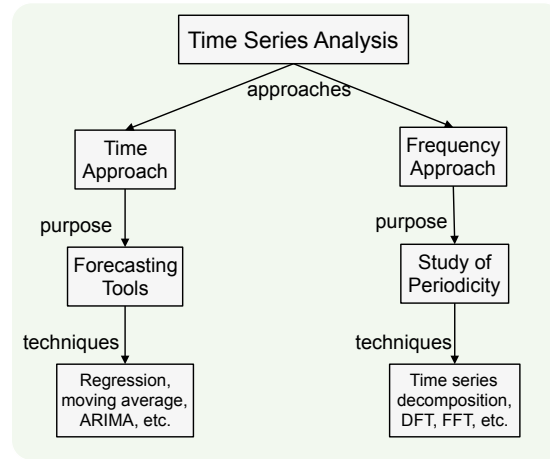 Time Series Analysis
approaches
Time
Approach
Frequency
Approach
purpose
purpose
Forecasting
Tools
Study of
Periodicity
techniques
techniques
Regression,
moving average,
ARIMA, etc.
Time series
decomposition,
DFT, FFT, etc.